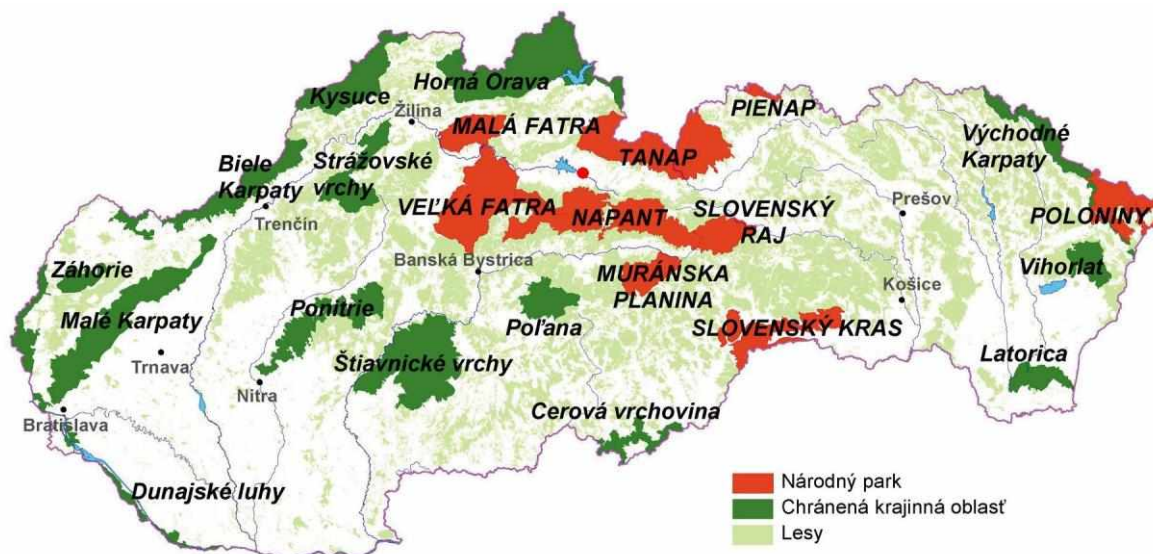 Horná Orava
Kysuce
Žilina
PIENAP
MALÁ FATRA
Východné
Karpaty
Strážovské
vrchy
Biele
Karpaty
TANAP
Trenčín
VEĽKÁ FATRA
NAPANT
SLOVENSKÝ
RAJ
Prešov
POLONINY
Banská Bystrica
Záhorie
MURÁNSKA
PLANINA
Vihorlat
Malé Karpaty
Ponitrie
Košice
Poľana
SLOVENSKÝ KRAS
Štiavnické vrchy
Latorica
Trnava
Nitra
Bratislava
Cerová vrchovina
Dunajské luhy
Národný park
Chránená krajinná oblasť
Lesy